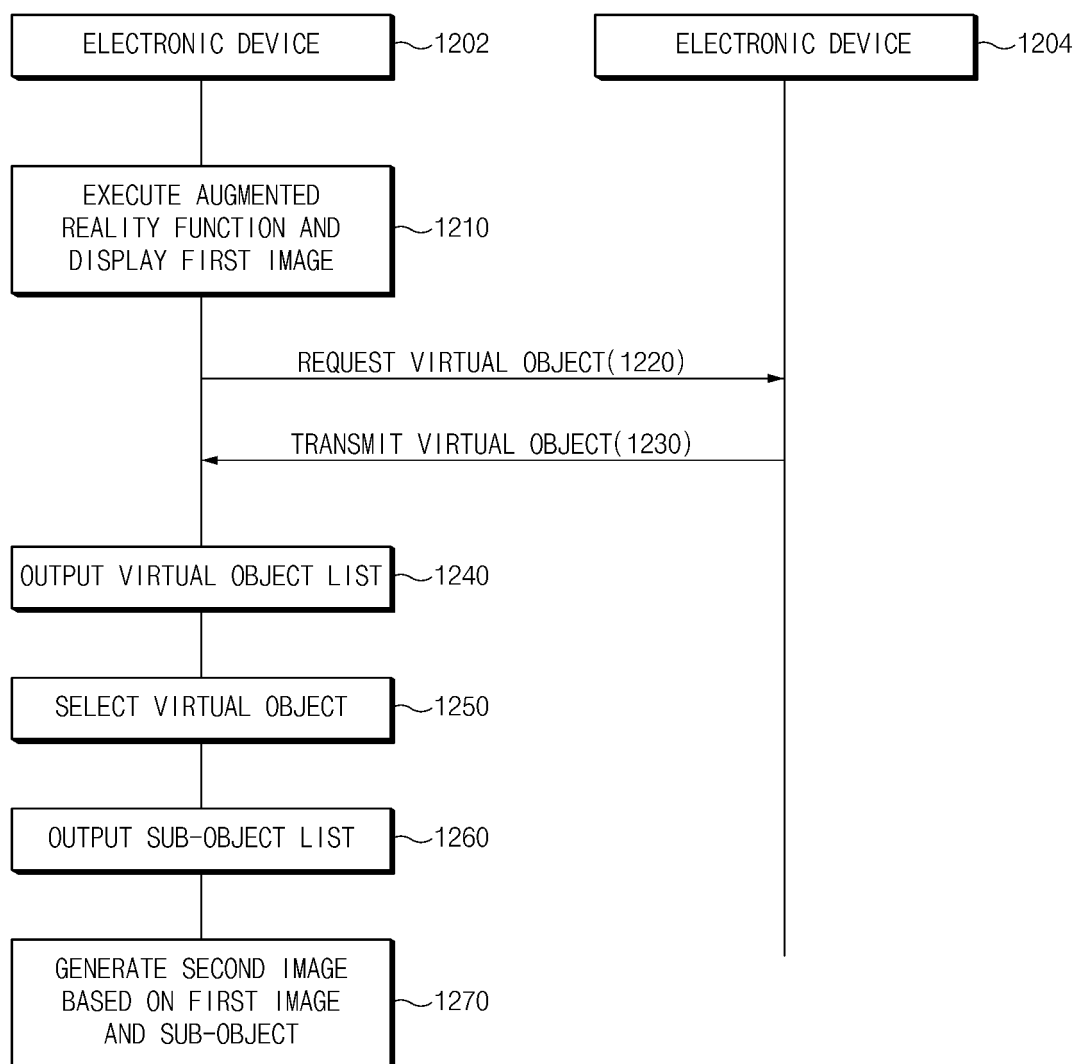 ELECTRONIC DEVICE 1202
ELECTRONIC DEVICE 1204
EXECUTE AUGMENTED
REALITY FUNCTION AND
DISPLAY FIRST IMAGE
1210
REQUEST VIRTUAL OBJECT(1220)
TRANSMIT VIRTUAL OBJECT(1230)
OUTPUT VIRTUAL OBJECT LIST 1240
SELECT VIRTUAL OBJECT 1250
OUTPUT SUB-OBJECT LIST 1260
GENERATE SECOND IMAGE
BASED ON FIRST IMAGE
AND SUB-OBJECT
1270